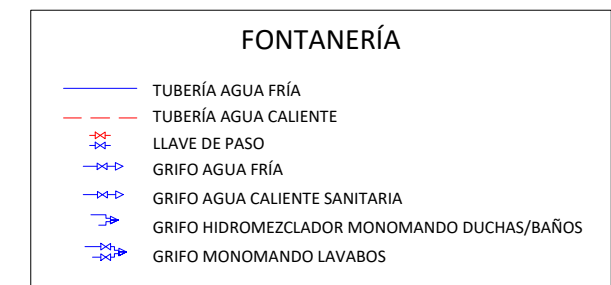 FONTANERÍA
TUBERÍA AGUA FRÍA
TUBERÍA AGUA CALIENTE
LLAVE DE PASO
GRIFO AGUA FRÍA
GRIFO AGUA CALIENTE SANITARIA
GRIFO HIDROMEZCLADOR MONOMANDO DUCHAS/BAÑOS
GRIFO MONOMANDO LAVABOS